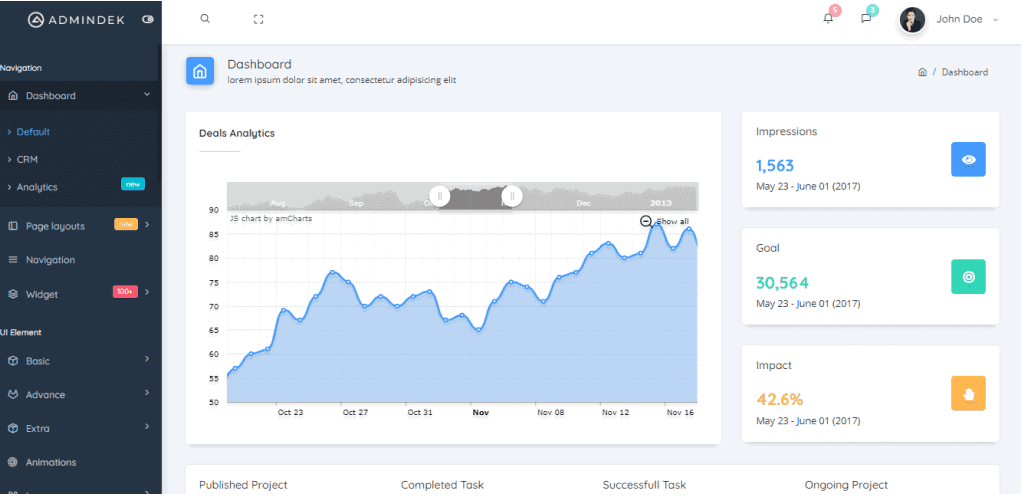 ADMINDEK
5
3
John Doe
Navigation
Dashboard
Default
CRM
Analytics new
Page layouts new
Navigation
Widget 100+
UI Element
Basic
Advance
Extra
Animations
Dashboard
lorem ipsum dolor sit amet, consectetur adipisicing elit
/ Dashboard
Deals Analytics
Aug Sep Dec 2013
JS chart by amCharts
Show all
90
85
80
75
70
65
60
55
50
Oct 23 Oct 27 Oct 31 Nov Nov 08 Nov 12 Nov 16
Impressions
1,563
May 23 - June 01 (2017)
Goal
30,564
May 23 - June 01 (2017)
Impact
42.6%
May 23 - June 01 (2017)
Published Project Completed Task Successfull Task Ongoing Project